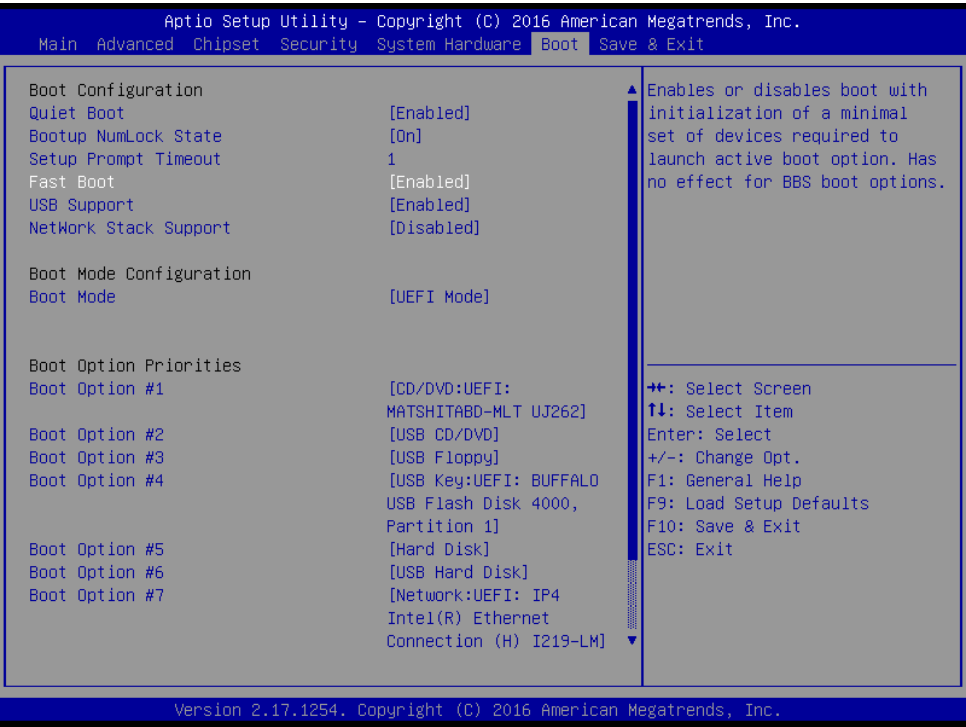 Aptio Setup Utility – Copyright (C) 2016 American Megatrends, Inc.
Main Advanced Chipset Security System Hardware Boot Save & Exit
Boot Configuration
Quiet Boot [Enabled]
Bootup NumLock State [On]
Setup Prompt Timeout 1
Fast Boot [Enabled]
USB Support [Enabled]
NetWork Stack Support [Disabled]
Boot Mode Configuration
Boot Mode [UEFI Mode]
Boot Option Priorities
Boot Option #1 [CD/DVD:UEFI:
MATSHITABD-MLT UJ262]
Boot Option #2 [USB CD/DVD]
Boot Option #3 [USB Floppy]
Boot Option #4 [USB Key:UEFI: BUFFALO
USB Flash Disk 4000,
Partition 1]
Boot Option #5 [Hard Disk]
Boot Option #6 [USB Hard Disk]
Boot Option #7 [Network:UEFI: IP4
Intel(R) Ethernet
Connection (H) I219-LM]
Enables or disables boot with
initialization of a minimal
set of devices required to
launch active boot option. Has
no effect for BBS boot options.
→←: Select Screen
↑↓: Select Item
Enter: Select
+/-: Change Opt.
F1: General Help
F9: Load Setup Defaults
F10: Save & Exit
ESC: Exit
Version 2.17.1254. Copyright (C) 2016 American Megatrends, Inc.